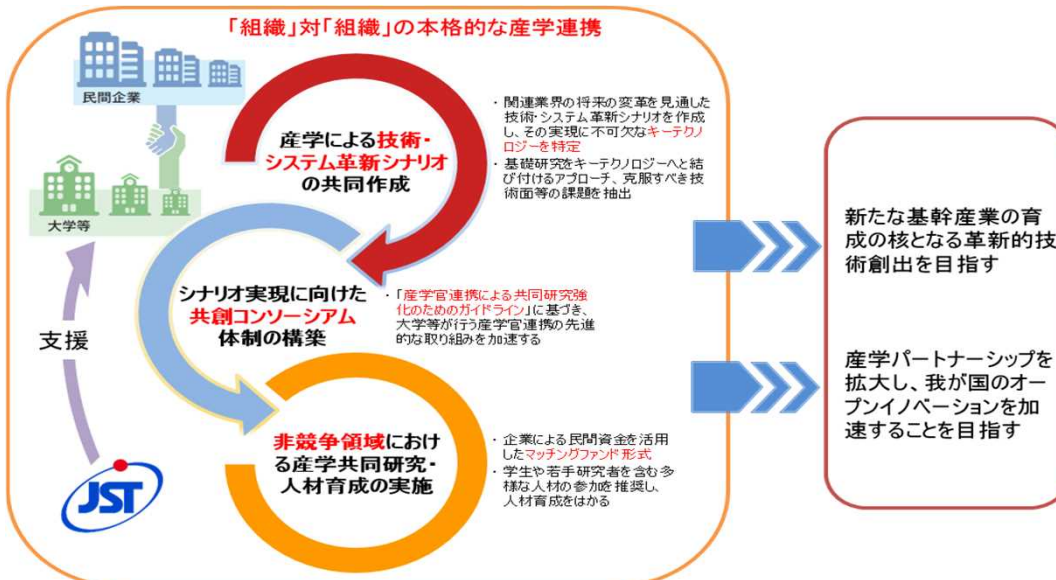 「組織」対「組織」の本格的な産学連携
民間企業
大学等
支援
JST
産学による技術・
システム革新シナリオ
の共同作成
・関連業界の将来の変革を見通した
技術・システム革新シナリオを作成
し、その実現に不可欠なキーテクノ
ロジーを特定
・基礎研究をキーテクノロジーへと結
び付けるアプローチ、克服すべき技
術面等の課題を抽出
シナリオ実現に向けた
共創コンソーシアム
体制の構築
・「産学官連携による共同研究強
化のためのガイドライン」に基づき、
大学等が行う産学官連携の先進
的な取り組みを加速する
非競争領域におけ
る産学共同研究・
人材育成の実施
・企業による民間資金を活用
したマッチングファンド形式
・学生や若手研究者を含む多
様な人材の参加を推奨し、
人材育成をはかる
新たな基幹産業の育
成の核となる革新的技
術創出を目指す
産学パートナーシップを
拡大し、我が国のオー
プンイノベーションを加
速することを目指す